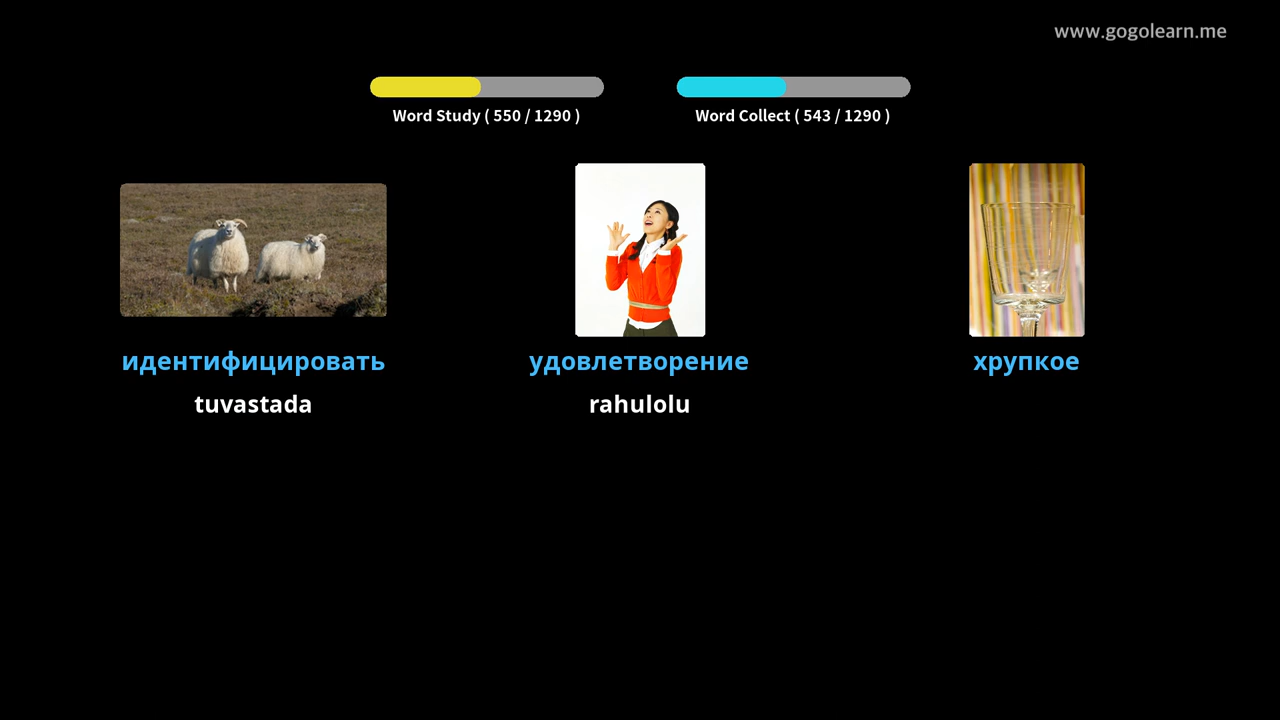 www.gogolearn.me
Word Study ( 550 / 1290 )
Word Collect ( 543 / 1290 )
идентифицировать
удовлетворение
хрупкое
tuvastada
rahulolu